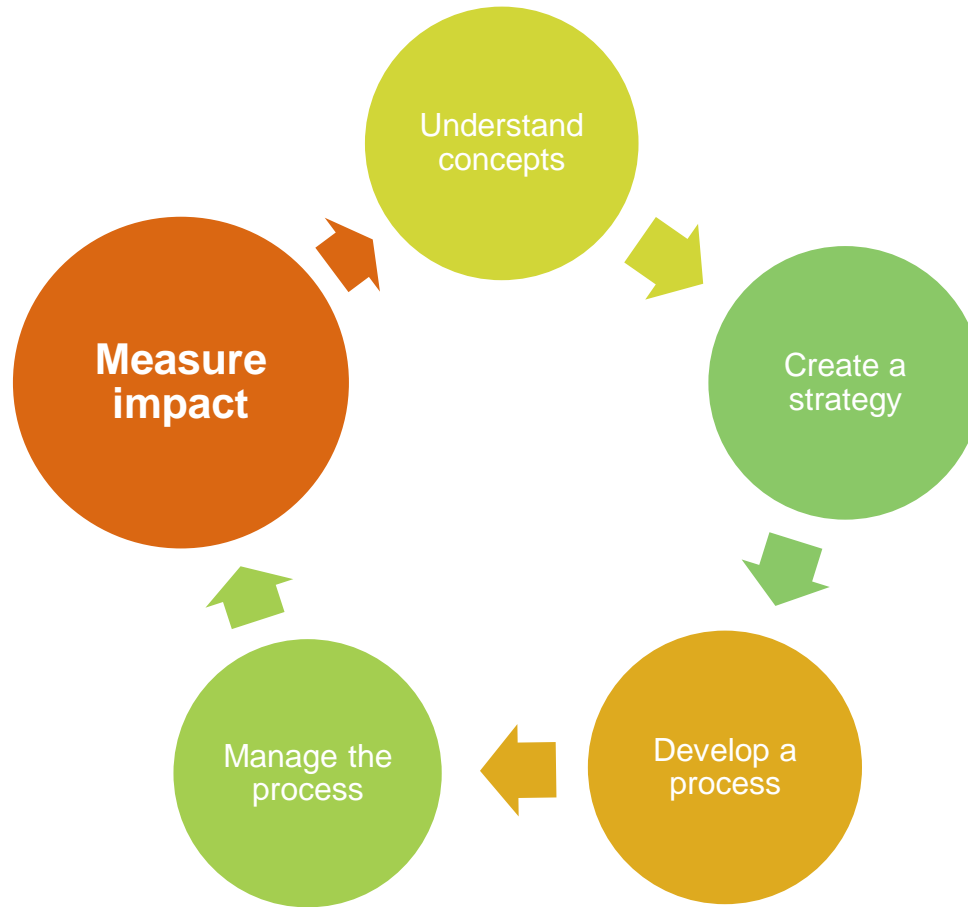 Understand
concepts
Create a
strategy
Develop a
process
Manage the
process
Measure
impact